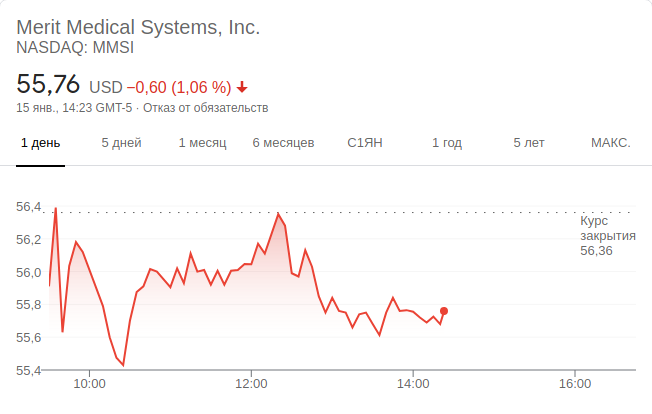 Merit Medical Systems, Inc.
NASDAQ: MMSI
55,76 USD −0,60 (1,06 %)
15 янв., 14:23 GMT-5 · Отказ от обязательств
1 день 5 дней 1 месяц 6 месяцев С1ЯН 1 год 5 лет МАКС.
56,4
Курс
закрытия
56,36
56,2
56,0
55,8
55,6
55,4
10:00 12:00 14:00 16:00